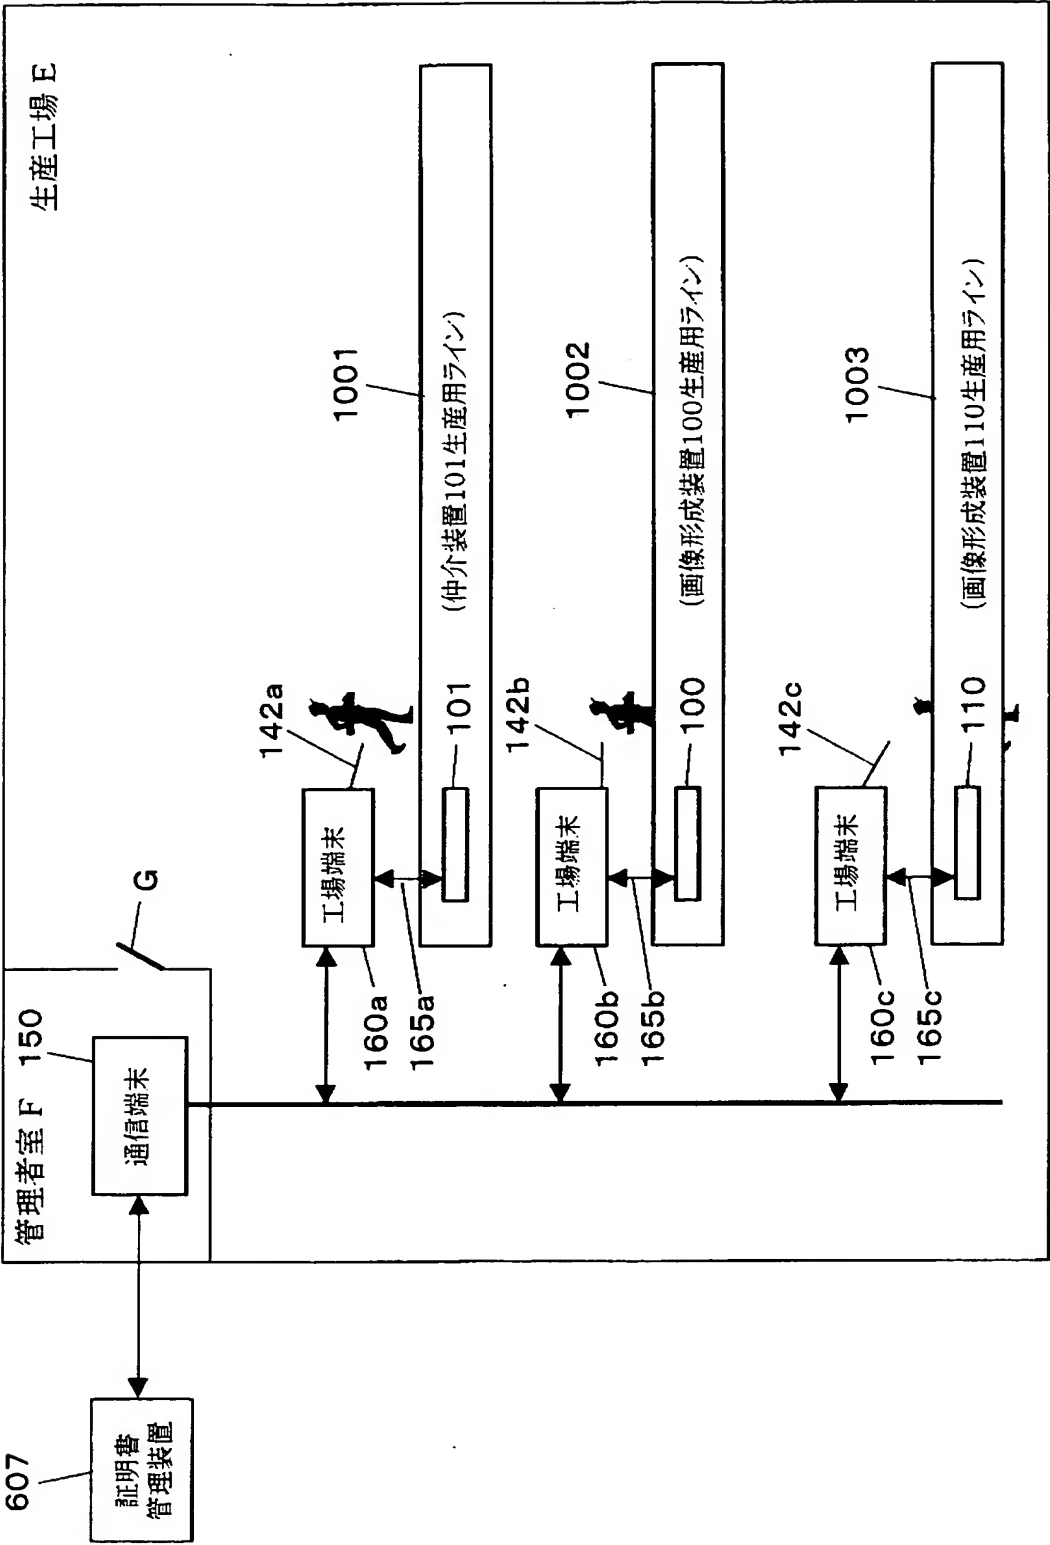 生産工場 E
管理者室 F
150
通信端末
G
607
証明書
管理装置
142a
工場端末
160a
165a
1001
(仲介装置101生産用ライン)
101
142b
工場端末
160b
165b
1002
(画像形成装置100生産用ライン)
100
142c
工場端末
160c
165c
1003
(画像形成装置110生産用ライン)
110